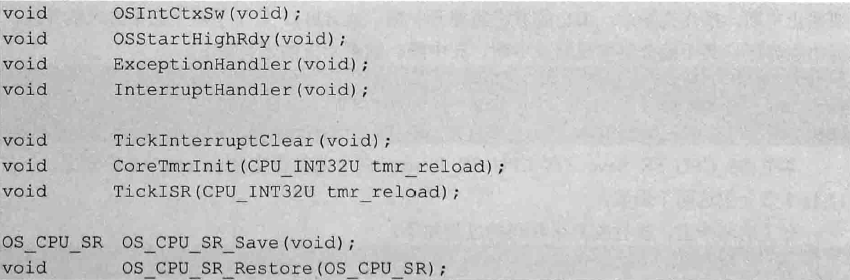 void OSIntCtxSw(void);
void OSStartHighRdy(void);
void ExceptionHandler(void);
void InterruptHandler(void);
void TickInterruptClear(void);
void CoreTmrInit(CPU_INT32U tmr_reload);
void TickISR(CPU_INT32U tmr_reload);
OS_CPU_SR OS_CPU_SR_Save(void);
void OS_CPU_SR_Restore(OS_CPU_SR);